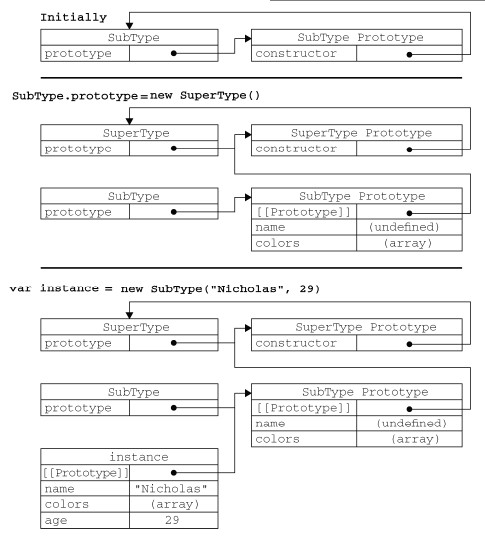 Initially
SubType
SubType Prototype
prototype
constructor
SubType.prototype=new SuperType()
SuperType
SuperType Prototype
prototype
constructor
SubType
SubType Prototype
prototype
[[Prototype]]
name (undefined)
colors (array)
var instance = new SubType("Nicholas", 29)
SuperType
SuperType Prototype
prototype
constructor
SubType
SubType Prototype
prototype
[[Prototype]]
name (undefined)
colors (array)
instance
[[Prototype]]
name "Nicholas"
colors (array)
age 29